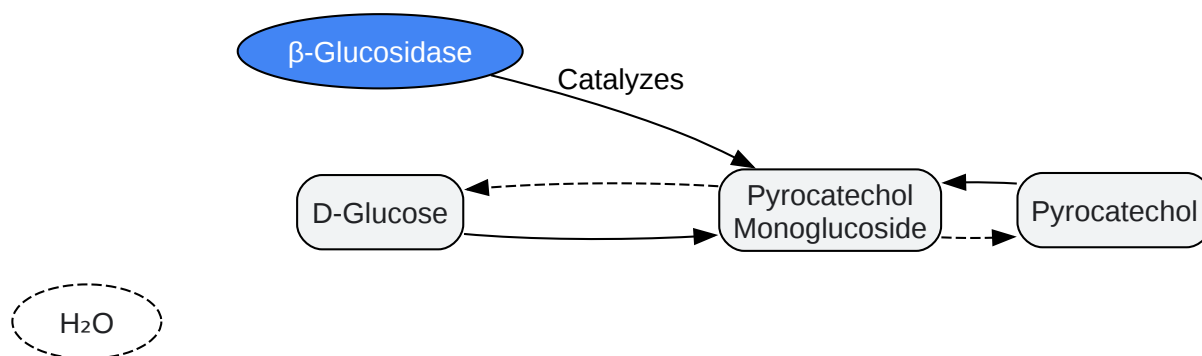 β-Glucosidase
Catalyzes
D-Glucose
Pyrocatechol
Monoglucoside
Pyrocatechol
H₂O